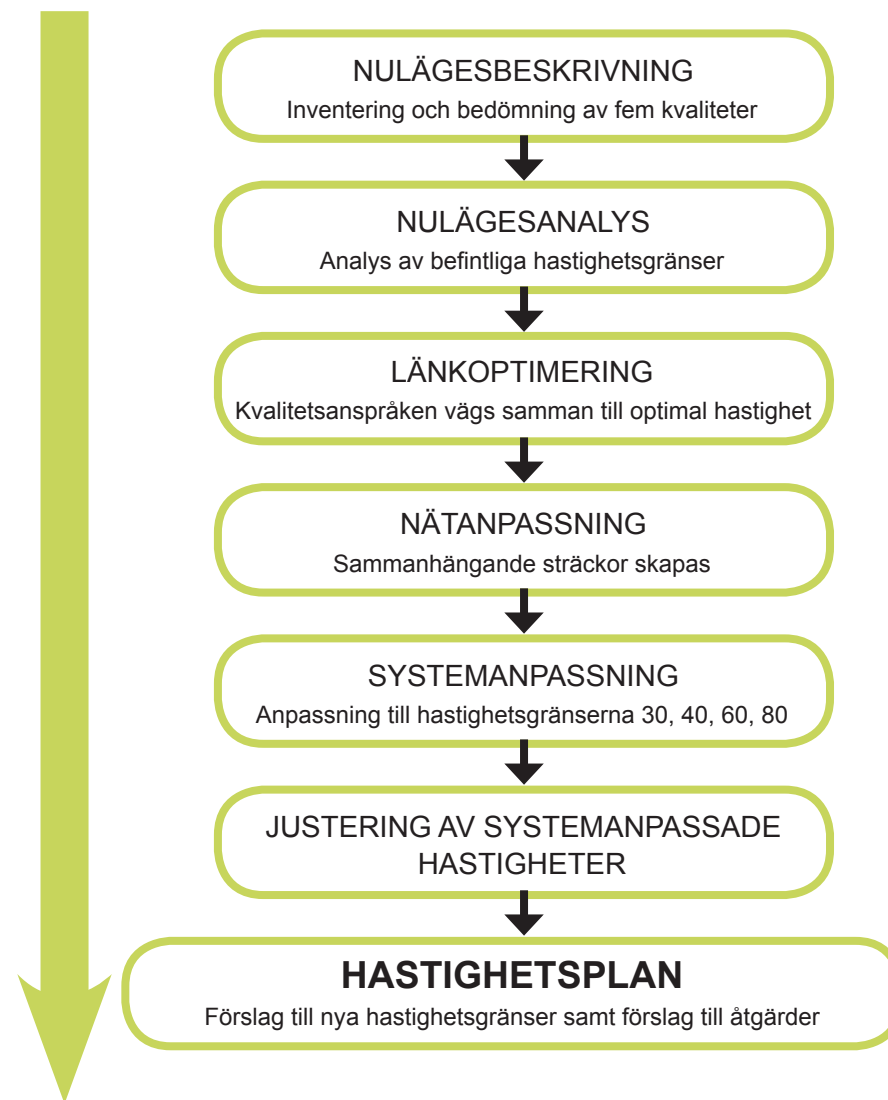 NULÄGESBESKRIVNING
Inventering och bedömning av fem kvaliteter
NULÄGESANALYS
Analys av befintliga hastighetsgränser
LÄNKOPTIMERING
Kvalitetsanspråken vägs samman till optimal hastighet
NÄTANPASSNING
Sammanhängande sträckor skapas
SYSTEMANPASSNING
Anpassning till hastighetsgränserna 30, 40, 60, 80
JUSTERING AV SYSTEMANPASSADE
HASTIGHETER
HASTIGHETSPLAN
Förslag till nya hastighetsgränser samt förslag till åtgärder